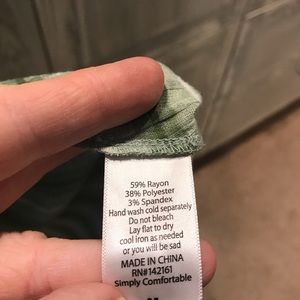 59% Rayon
38% Polyester
3% Spandex
Hand wash cold separately
Do not bleach
Lay flat to dry
cool iron as needed
or you will be sad
MADE IN CHINA
RN#142161
Simply Comfortable